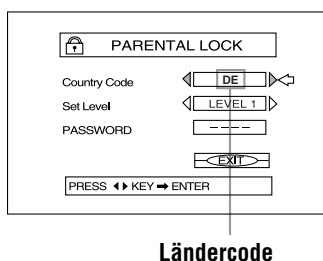 PARENTAL LOCK
Country Code DE
Set Level LEVEL 1
PASSWORD – – – –
EXIT
PRESS ◀ ▶ KEY ➡ ENTER
Ländercode